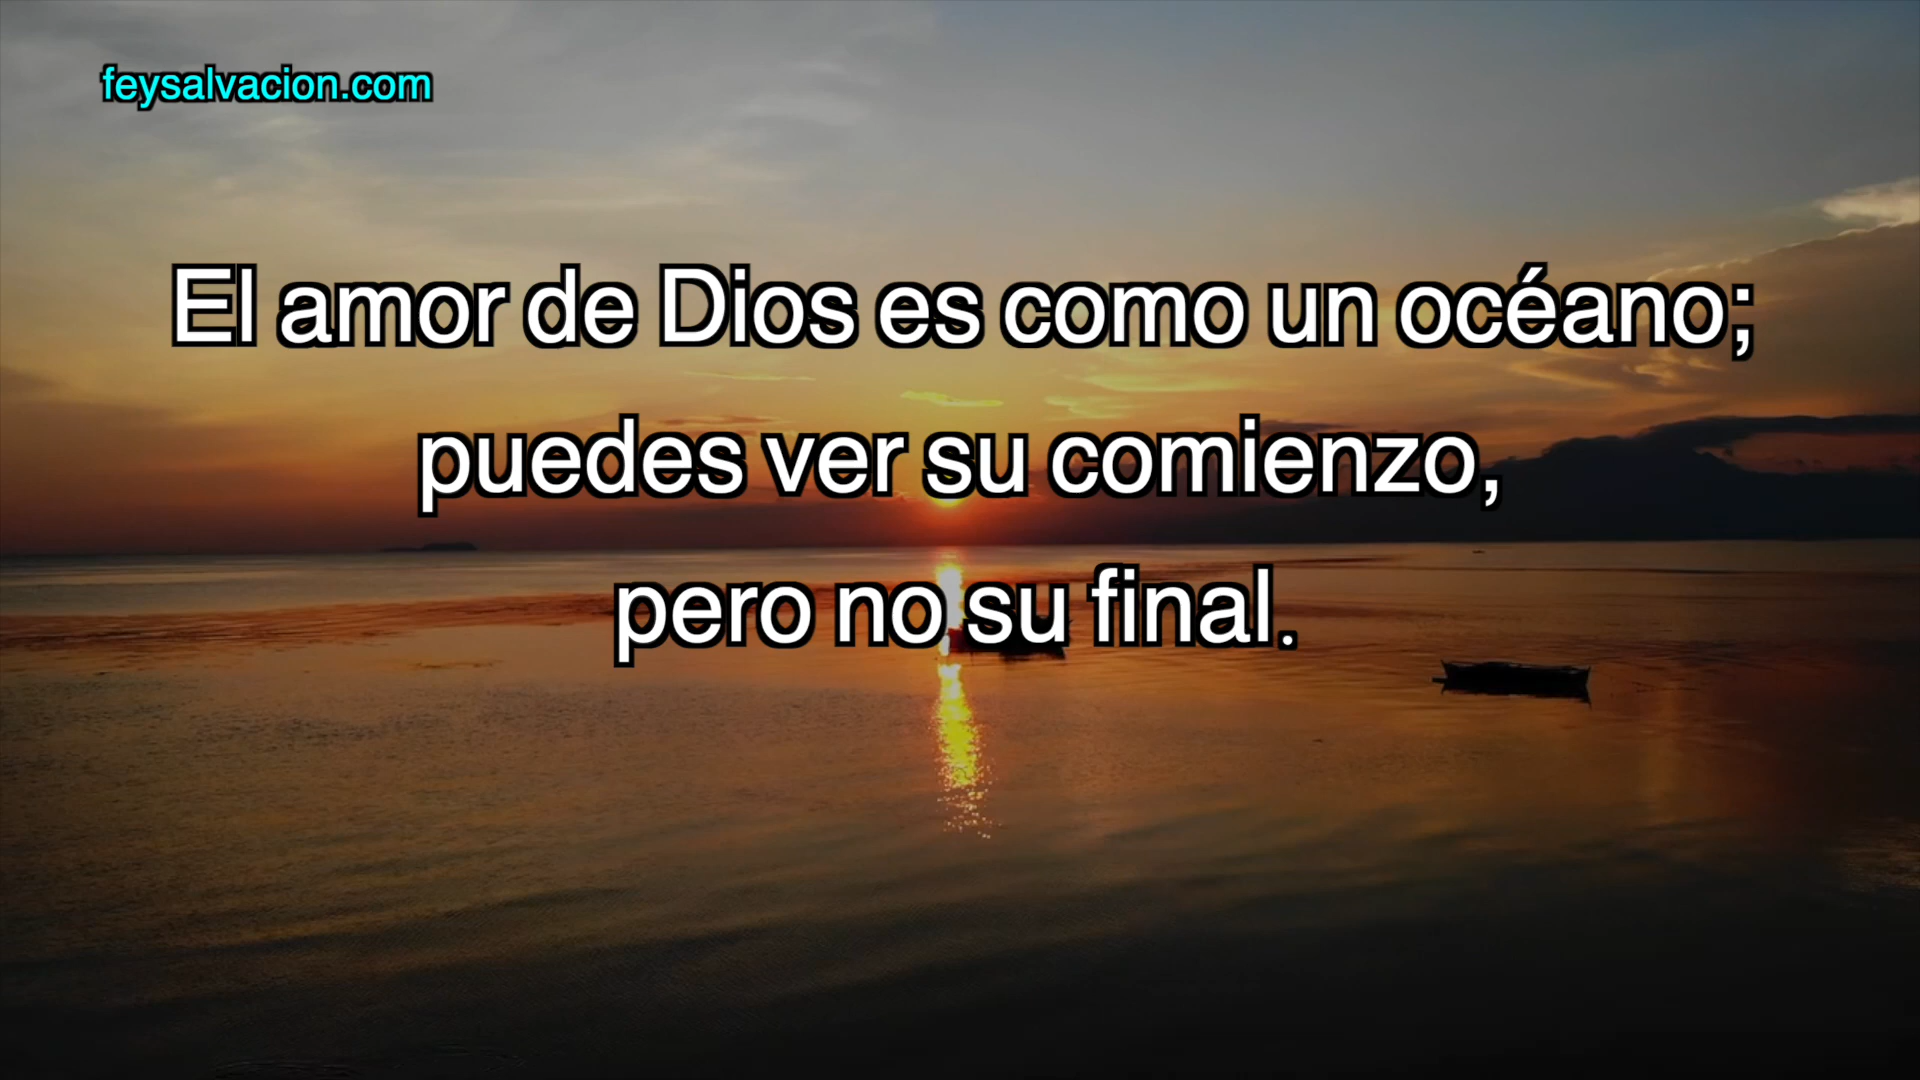 feysalvacion.com
El amor de Dios es como un océano;
puedes ver su comienzo,
pero no su final.